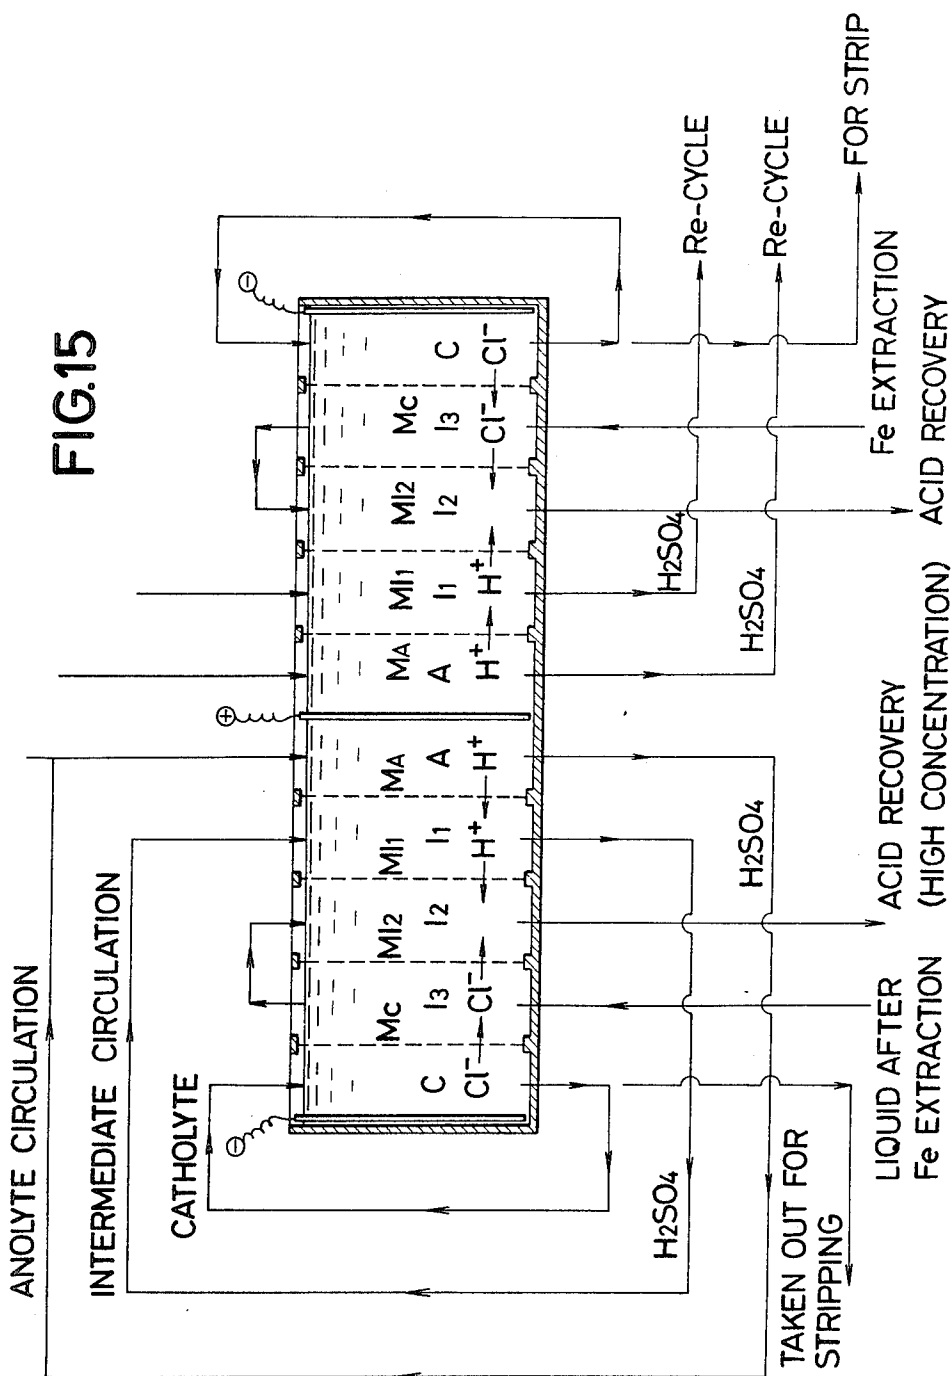 FIG.15
ANOLYTE CIRCULATION
INTERMEDIATE CIRCULATION
CATHOLYTE
⊖ ⊕ ⊖
Mc MI2 MI1 MA MA MI1 MI2 Mc
C I3 I2 I1 A A I1 I2 I3 C
Cl⁻ Cl⁻ H⁺ H⁺ H⁺ H⁺ Cl⁻ Cl⁻
H2SO4
H2SO4
H2SO4
H2SO4
Re-CYCLE
Re-CYCLE
FOR STRIP
TAKEN OUT FOR
STRIPPING
LIQUID AFTER
Fe EXTRACTION
ACID RECOVERY
(HIGH CONCENTRATION)
Fe EXTRACTION
ACID RECOVERY